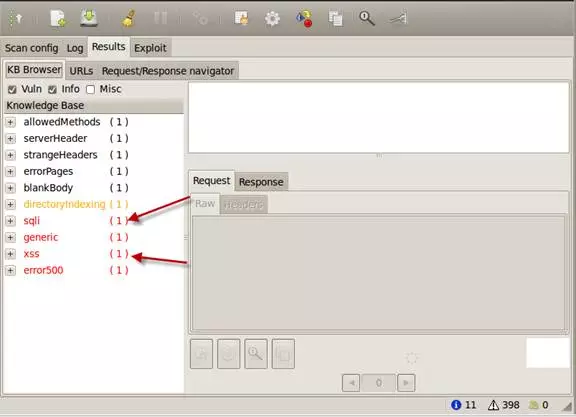 Scan config Log Results Exploit
KB Browser URLs Request/Response navigator
Vuln Info Misc
Knowledge Base
allowedMethods ( 1 )
serverHeader ( 1 )
strangeHeaders ( 1 )
errorPages ( 1 )
blankBody ( 1 )
directoryIndexing ( 1 )
sqli ( 1 )
generic ( 1 )
xss ( 1 )
error500 ( 1 )
Request Response
Raw Headers
0
11 398 0